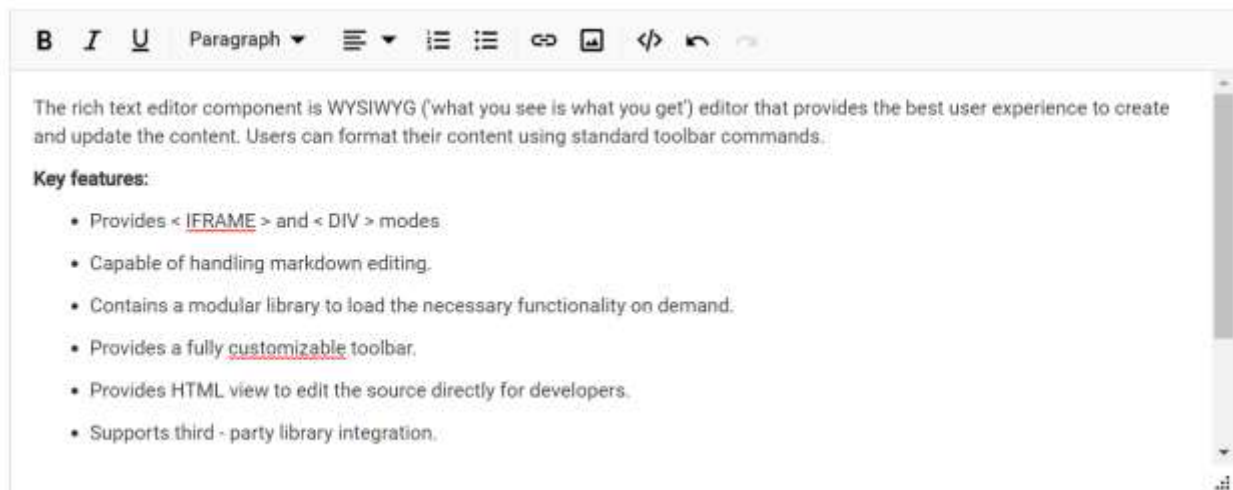 B I U Paragraph
The rich text editor component is WYSIWYG ('what you see is what you get') editor that provides the best user experience to create
and update the content. Users can format their content using standard toolbar commands.
Key features:
• Provides < IFRAME > and < DIV > modes
• Capable of handling markdown editing.
• Contains a modular library to load the necessary functionality on demand.
• Provides a fully customizable toolbar.
• Provides HTML view to edit the source directly for developers.
• Supports third - party library integration.